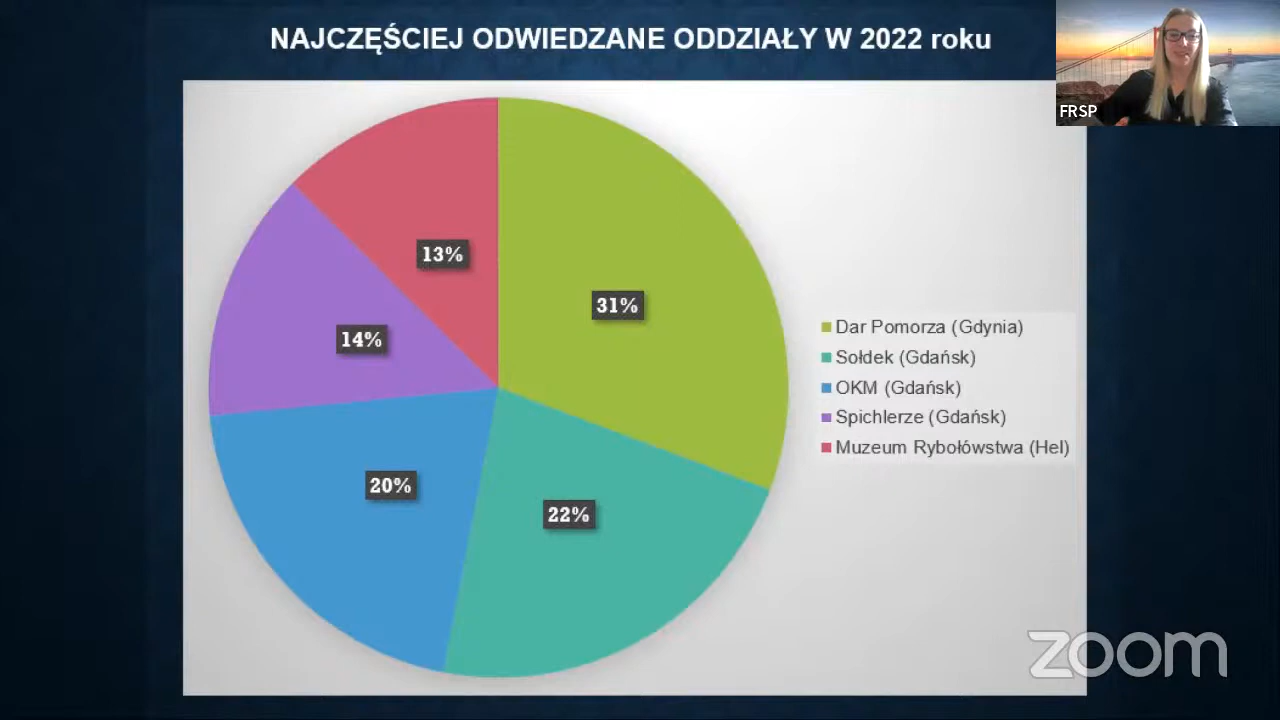 NAJCZĘŚCIEJ ODWIEDZANE ODDZIAŁY W 2022 roku
FRSP
13%
31%
14%
20%
22%
Dar Pomorza (Gdynia)
Sołdek (Gdańsk)
OKM (Gdańsk)
Spichlerze (Gdańsk)
Muzeum Rybołówstwa (Hel)
zoom